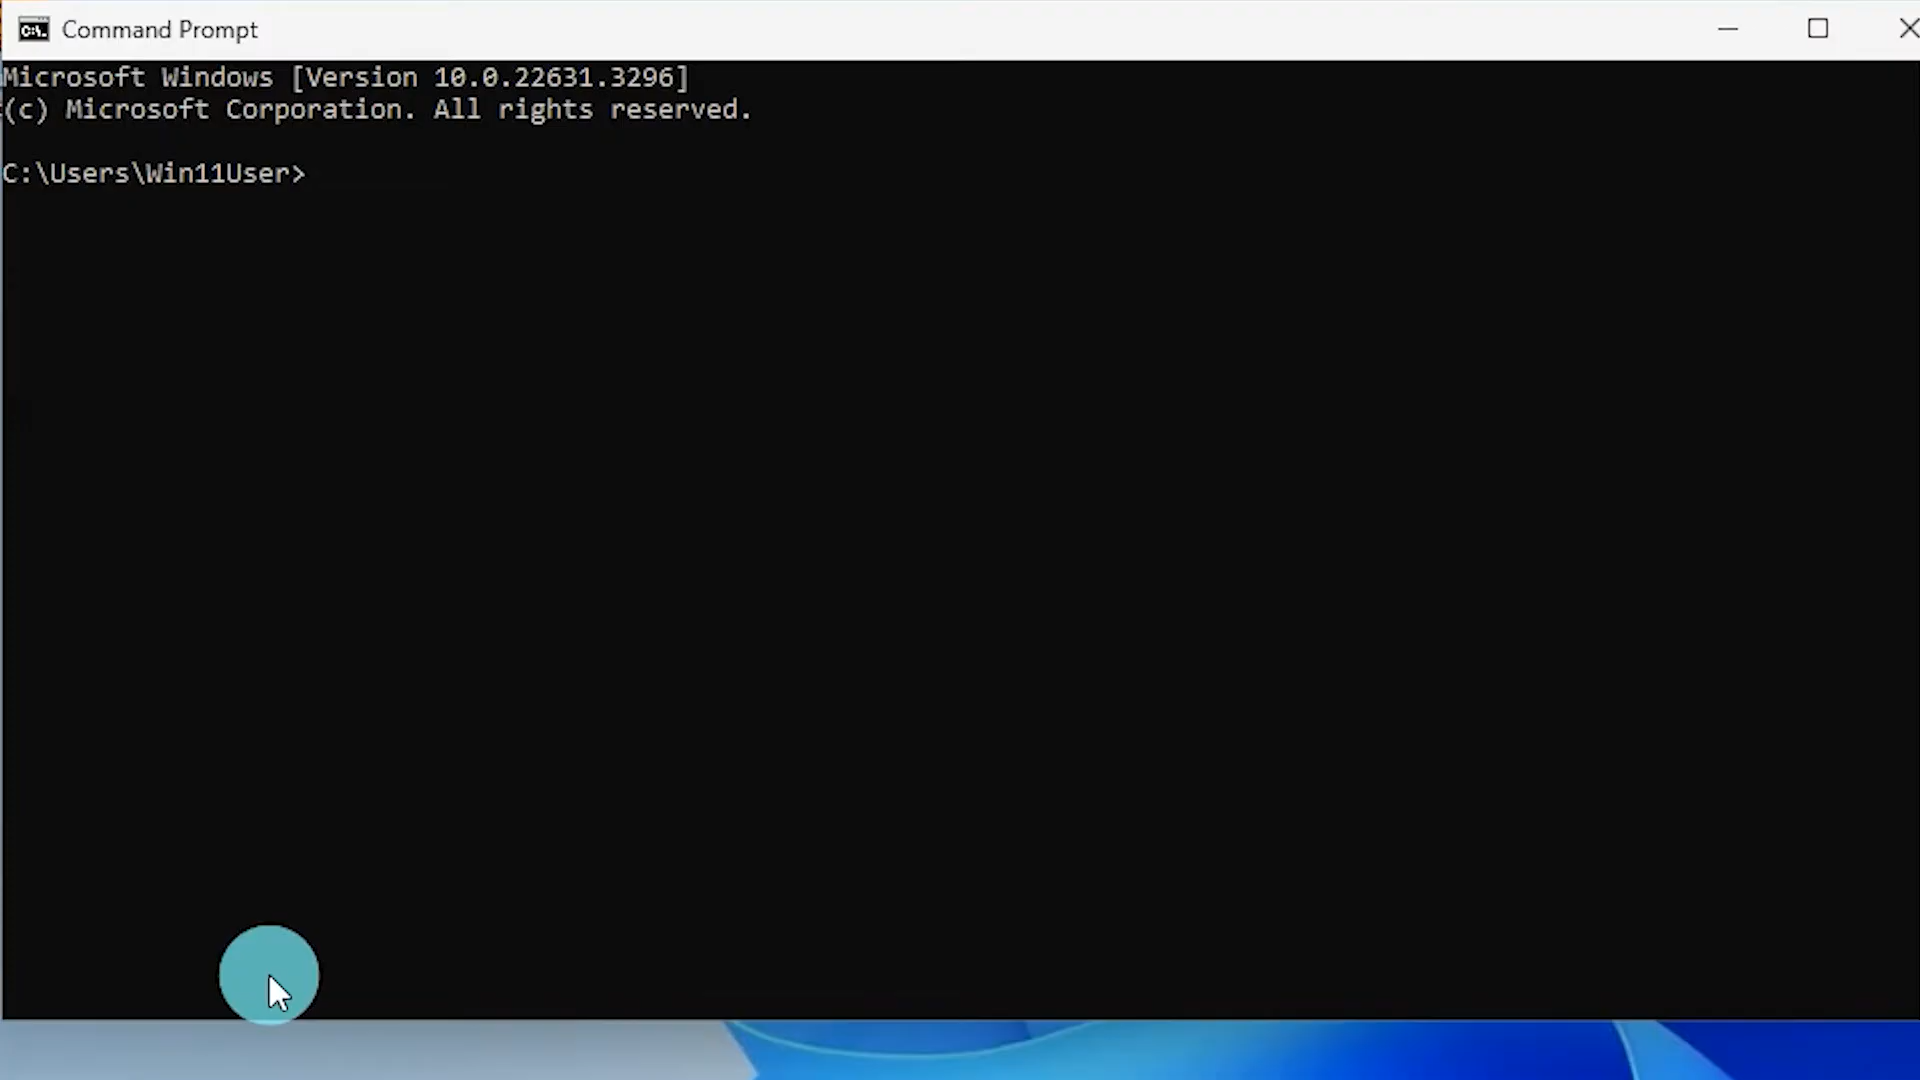 Command Prompt
Microsoft Windows [Version 10.0.22631.3296]
(c) Microsoft Corporation. All rights reserved.
C:\Users\Win11User>